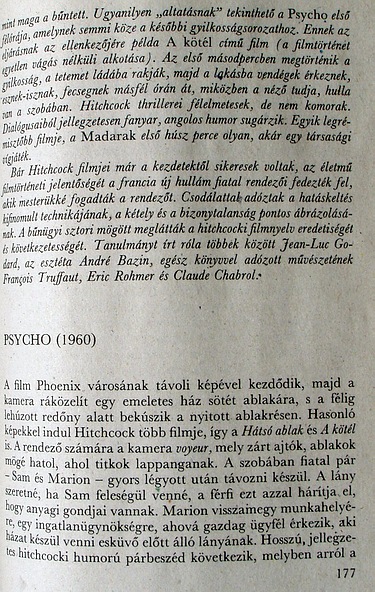 mint maga a bűntett. Ugyanilyen „altatásnak" tekinthető a Psycho első
félórája, amelynek semmi köze a későbbi gyilkosságsorozathoz. Ennek az
eljárásnak az ellenkezőjére példa A kötél című film (a filmtörténet
egyetlen vágás nélküli alkotása). Az első másodpercben megtörténik a
gyilkosság, a tetemet ládába rakják, majd a lakásba vendégek érkeznek,
esznek-isznak, fecsegnek másfél órán át, miközben a néző tudja, hulla
van a szobában. Hitchcock thrillerei félelmetesek, de nem komorak.
Dialógusaiból jellegzetesen fanyar, angolos humor sugárzik. Egyik legré-
misztőbb filmje, a Madarak első húsz perce olyan, akár egy társasági
vígjáték.
Bár Hitchcock filmjei már a kezdetektől sikeresek voltak, az életmű
filmtörténeti jelentőségét a francia új hullám fiatal rendezői fedezték fel,
akik mesterükké fogadták a rendezőt. Csodálattal adóztak a hatáskeltés
kifinomult technikájának, a kétely és a bizonytalanság pontos ábrázolásá-
nak. A bűnügyi sztori mögött meglátták a hitchcocki filmnyelv eredetiségét
és következetességét. Tanulmányt írt róla többek között Jean-Luc Go-
dard, az esztéta André Bazin, egész könyvvel adózott művészetének
François Truffaut, Eric Rohmer és Claude Chabrol.
PSYCHO (1960)
A film Phoenix városának távoli képével kezdődik, majd a
kamera ráközelít egy emeletes ház sötét ablakára, s a félig
lehúzott redőny alatt bekúszik a nyitott ablakrésen. Hasonló
képekkel indul Hitchcock több filmje, így a Hátsó ablak és A kötél
is. A rendező számára a kamera voyeur, mely zárt ajtók, ablakok
mögé hatol, ahol titkok lappanganak. A szobában fiatal pár
– Sam és Marion – gyors légyott után távozni készül. A lány
szeretné, ha Sam feleségül venné, a férfi ezt azzal hárítja el,
hogy anyagi gondjai vannak. Marion visszamegy munkahelyé-
re, egy ingatlanügynökségre, ahová gazdag ügyfél érkezik, aki
házat készül venni esküvő előtt álló lányának. Hosszú, jellegze-
tes hitchcocki humorú párbeszéd következik, melyben arról a
177